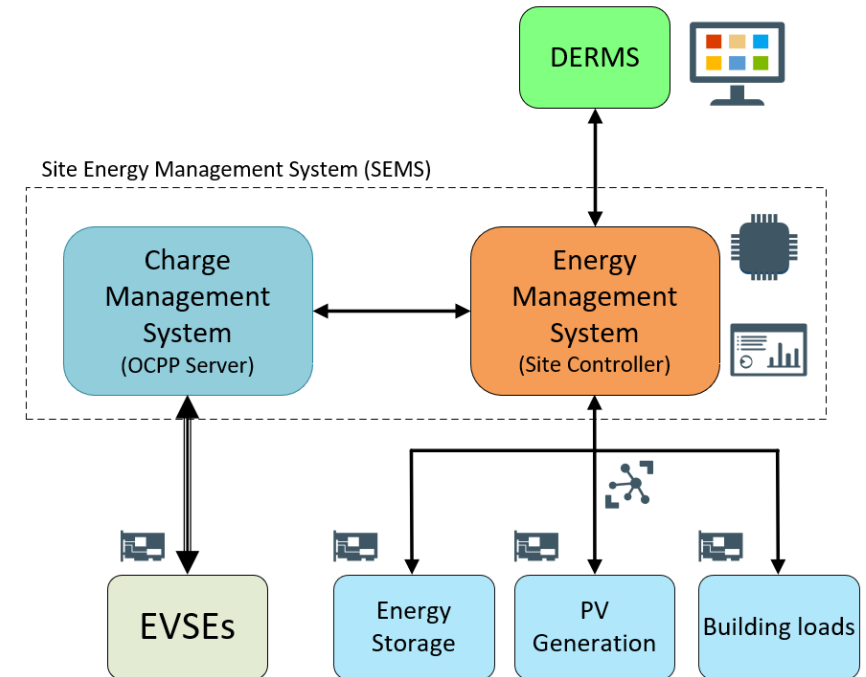 DERMS
Site Energy Management System (SEMS)
Charge
Management
System
(OCPP Server)
Energy
Management
System
(Site Controller)
EVSEs
Energy
Storage
PV
Generation
Building loads